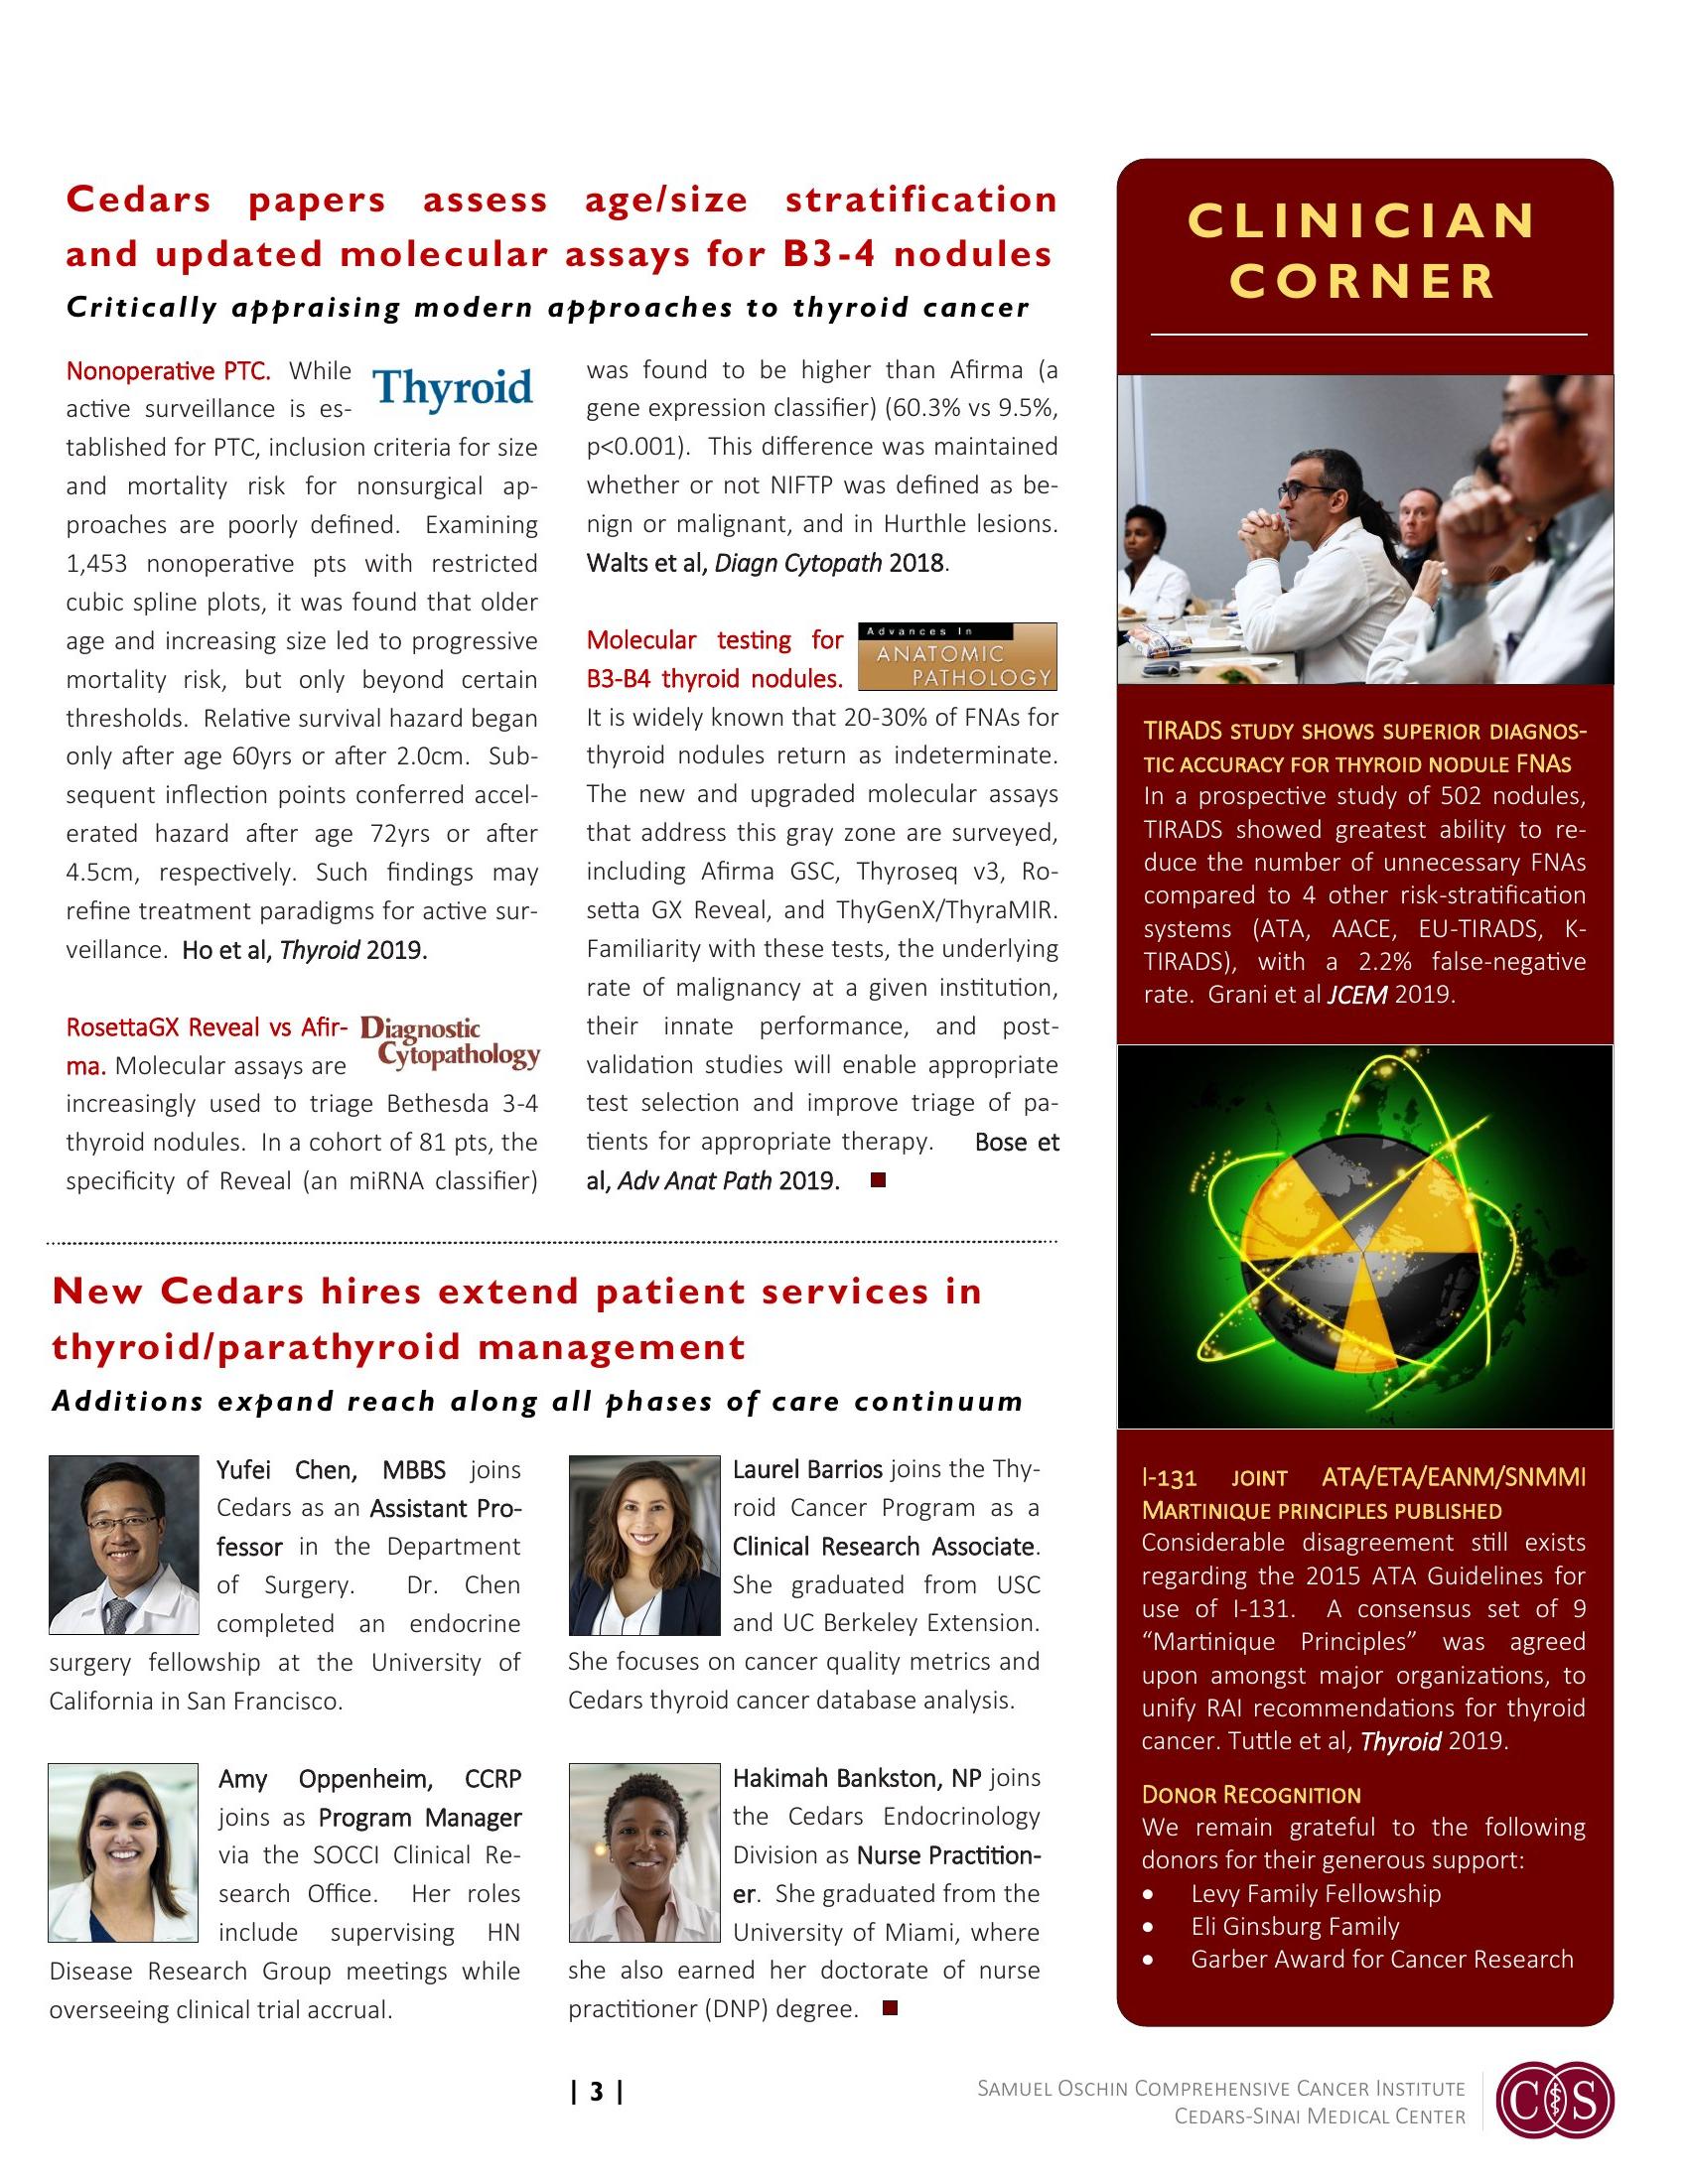 Cedars papers assess age/size stratification
and updated molecular assays for B3-4 nodules
Critically appraising modern approaches to thyroid cancer
Nonoperative PTC. While
active surveillance is es-
Thyroid
tablished for PTC, inclusion criteria for size
and mortality risk for nonsurgical ap-
proaches are poorly defined. Examining
1,453 nonoperative pts with restricted
cubic spline plots, it was found that older
age and increasing size led to progressive
mortality risk, but only beyond certain
thresholds. Relative survival hazard began
only after age 60yrs or after 2.0cm. Sub-
sequent inflection points conferred accel-
erated hazard after age 72yrs or after
4.5cm, respectively. Such findings may
refine treatment paradigms for active sur-
veillance. Ho et al, Thyroid 2019.
RosettaGX Reveal vs Afir-
ma. Molecular assays are
Diagnostic
Cytopathology
increasingly used to triage Bethesda 3-4
thyroid nodules. In a cohort of 81 pts, the
specificity of Reveal (an miRNA classifier)
was found to be higher than Afirma (a
gene expression classifier) (60.3% vs 9.5%,
p<0.001). This difference was maintained
whether or not NIFTP was defined as be-
nign or malignant, and in Hurthle lesions.
Walts et al, Diagn Cytopath 2018.
Molecular testing for
B3-B4 thyroid nodules.
Advances In
ANATOMIC
PATHOLOGY
It is widely known that 20-30% of FNAs for
thyroid nodules return as indeterminate.
The new and upgraded molecular assays
that address this gray zone are surveyed,
including Afirma GSC, Thyroseq v3, Ro-
setta GX Reveal, and ThyGenX/ThyraMIR.
Familiarity with these tests, the underlying
rate of malignancy at a given institution,
their innate performance, and post-
validation studies will enable appropriate
test selection and improve triage of pa-
tients for appropriate therapy. Bose et
al, Adv Anat Path 2019.
New Cedars hires extend patient services in
thyroid/parathyroid management
Additions expand reach along all phases of care continuum
Yufei Chen, MBBS joins
Cedars as an Assistant Pro-
fessor in the Department
of Surgery. Dr. Chen
completed an endocrine
surgery fellowship at the University of
California in San Francisco.
Amy Oppenheim, CCRP
joins as Program Manager
via the SOCCI Clinical Re-
search Office. Her roles
include supervising HN
Disease Research Group meetings while
overseeing clinical trial accrual.
Laurel Barrios joins the Thy-
roid Cancer Program as a
Clinical Research Associate.
She graduated from USC
and UC Berkeley Extension.
She focuses on cancer quality metrics and
Cedars thyroid cancer database analysis.
Hakimah Bankston, NP joins
the Cedars Endocrinology
Division as Nurse Practition-
er. She graduated from the
University of Miami, where
she also earned her doctorate of nurse
practitioner (DNP) degree.
CLINICIAN
CORNER
TIRADS STUDY SHOWS SUPERIOR DIAGNOS-
TIC ACCURACY FOR THYROID NODULE FNAS
In a prospective study of 502 nodules,
TIRADS showed greatest ability to re-
duce the number of unnecessary FNAs
compared to 4 other risk-stratification
systems (ATA, AACE, EU-TIRADS, K-
TIRADS), with a 2.2% false-negative
rate. Grani et al JCEM 2019.
I-131 JOINT ATA/ETA/EANM/SNMMI
MARTINIQUE PRINCIPLES PUBLISHED
Considerable disagreement still exists
regarding the 2015 ATA Guidelines for
use of I-131. A consensus set of 9
“Martinique Principles” was agreed
upon amongst major organizations, to
unify RAI recommendations for thyroid
cancer. Tuttle et al, Thyroid 2019.
DONOR RECOGNITION
We remain grateful to the following
donors for their generous support:
• Levy Family Fellowship
• Eli Ginsburg Family
• Garber Award for Cancer Research
| 3 |
SAMUEL OSCHIN COMPREHENSIVE CANCER INSTITUTE
CEDARS-SINAI MEDICAL CENTER
CS